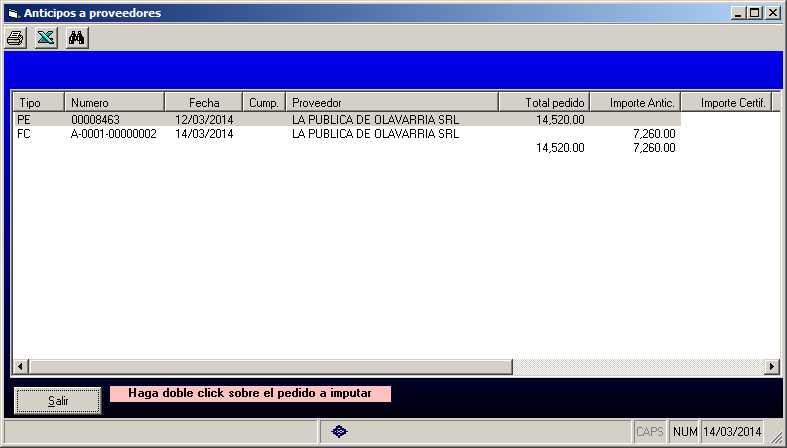 Anticipos a proveedores
Tipo Numero Fecha Cump. Proveedor Total pedido Importe Antic. Importe Certif.
PE 00008463 12/03/2014 LA PUBLICA DE OLAVARRIA SRL 14,520.00
FC A-0001-00000002 14/03/2014 LA PUBLICA DE OLAVARRIA SRL 7,260.00
14,520.00 7,260.00
Salir Haga doble click sobre el pedido a imputar
CAPS NUM 14/03/2014